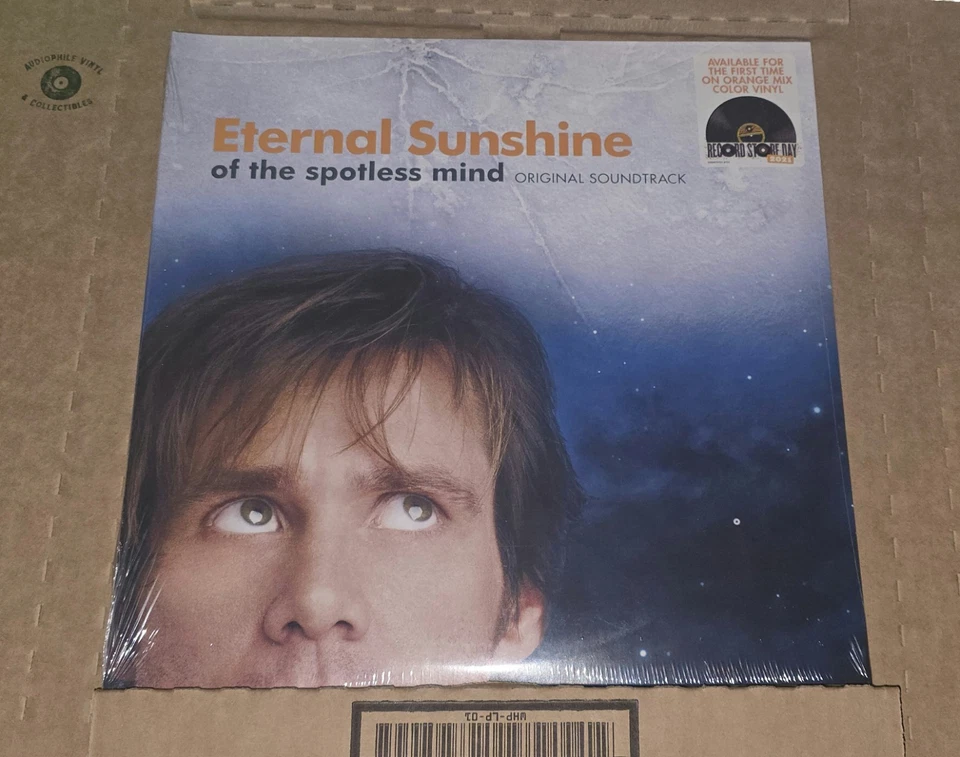 AUDIOPHILE VINYL
& COLLECTIBLES
AVAILABLE FOR
THE FIRST TIME
ON ORANGE MIX
COLOR VINYL
RECORD STORE DAY
2021
Eternal Sunshine
of the spotless mind ORIGINAL SOUNDTRACK
WHP-LP-01